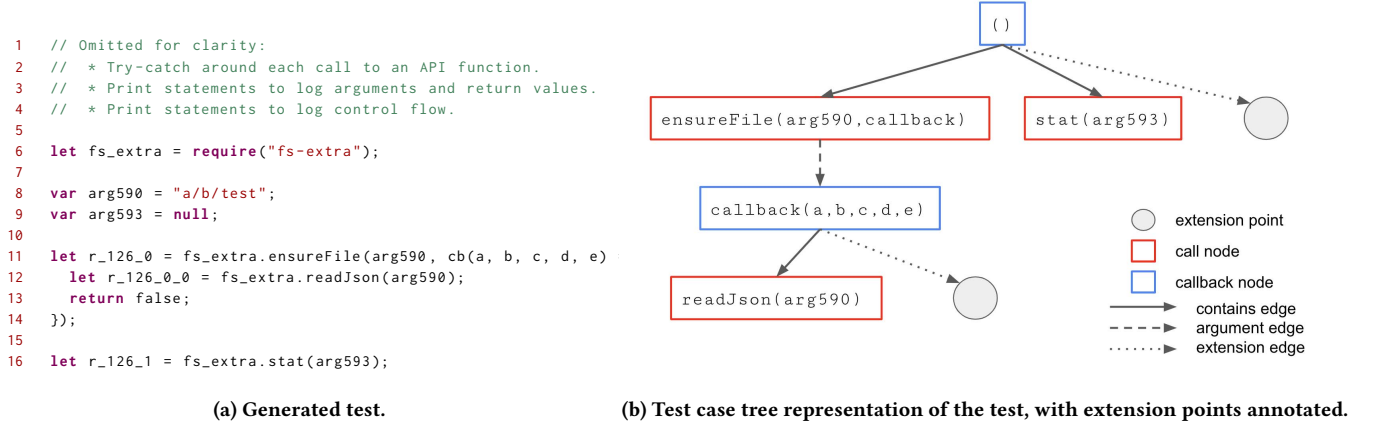 1 // Omitted for clarity:
2 //  * Try-catch around each call to an API function.
3 //  * Print statements to log arguments and return values.
4 //  * Print statements to log control flow.
5
6 let fs_extra = require("fs-extra");
7
8 var arg590 = "a/b/test";
9 var arg593 = null;
10
11 let r_126_0 = fs_extra.ensureFile(arg590, cb(a, b, c, d, e)
12   let r_126_0_0 = fs_extra.readJson(arg590);
13   return false;
14 });
15
16 let r_126_1 = fs_extra.stat(arg593);
(a) Generated test.
()
ensureFile(arg590,callback)
stat(arg593)
callback(a,b,c,d,e)
readJson(arg590)
extension point
call node
callback node
contains edge
argument edge
extension edge
(b) Test case tree representation of the test, with extension points annotated.